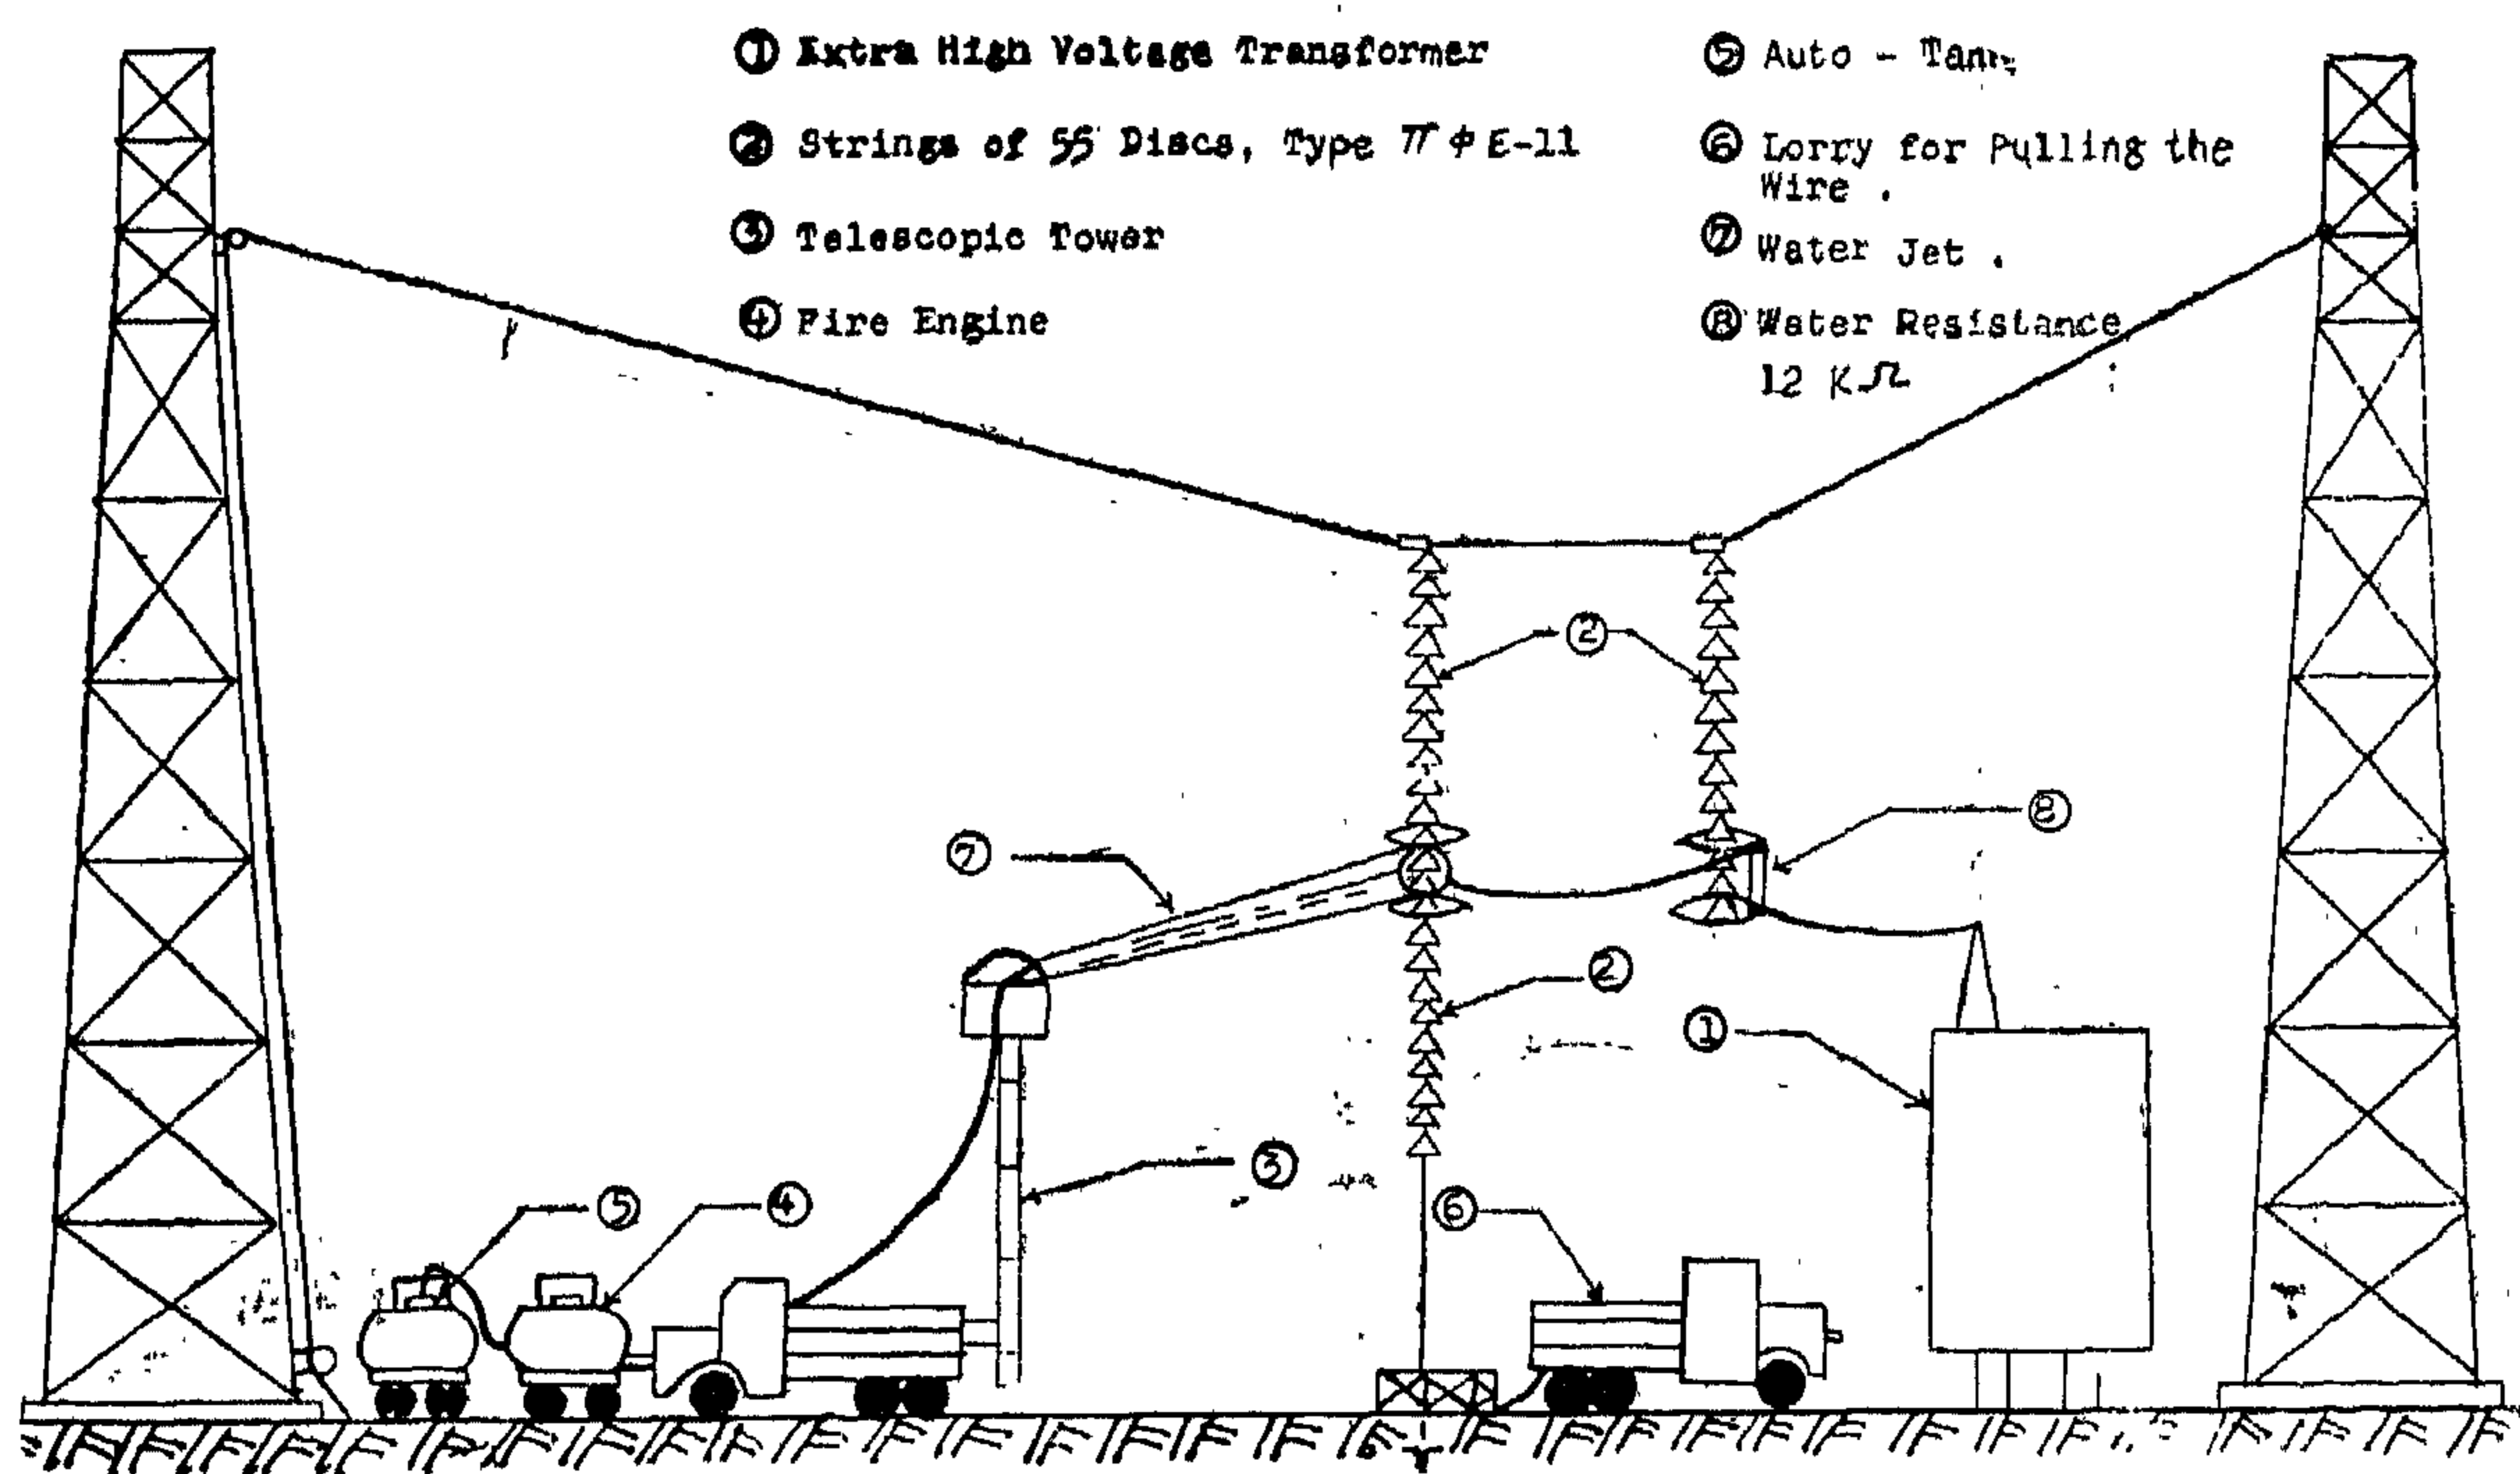 ① Extra High Voltage Transformer
② Strings of 55 Discs, Type ПФE-11
③ Telescopic Tower
④ Fire Engine
⑤ Auto - Tank
⑥ Lorry for Pulling the
Wire .
⑦ Water Jet .
⑧ Water Resistance
12 KΩ
②
⑧
⑦
②
①
③
⑤
④
⑥